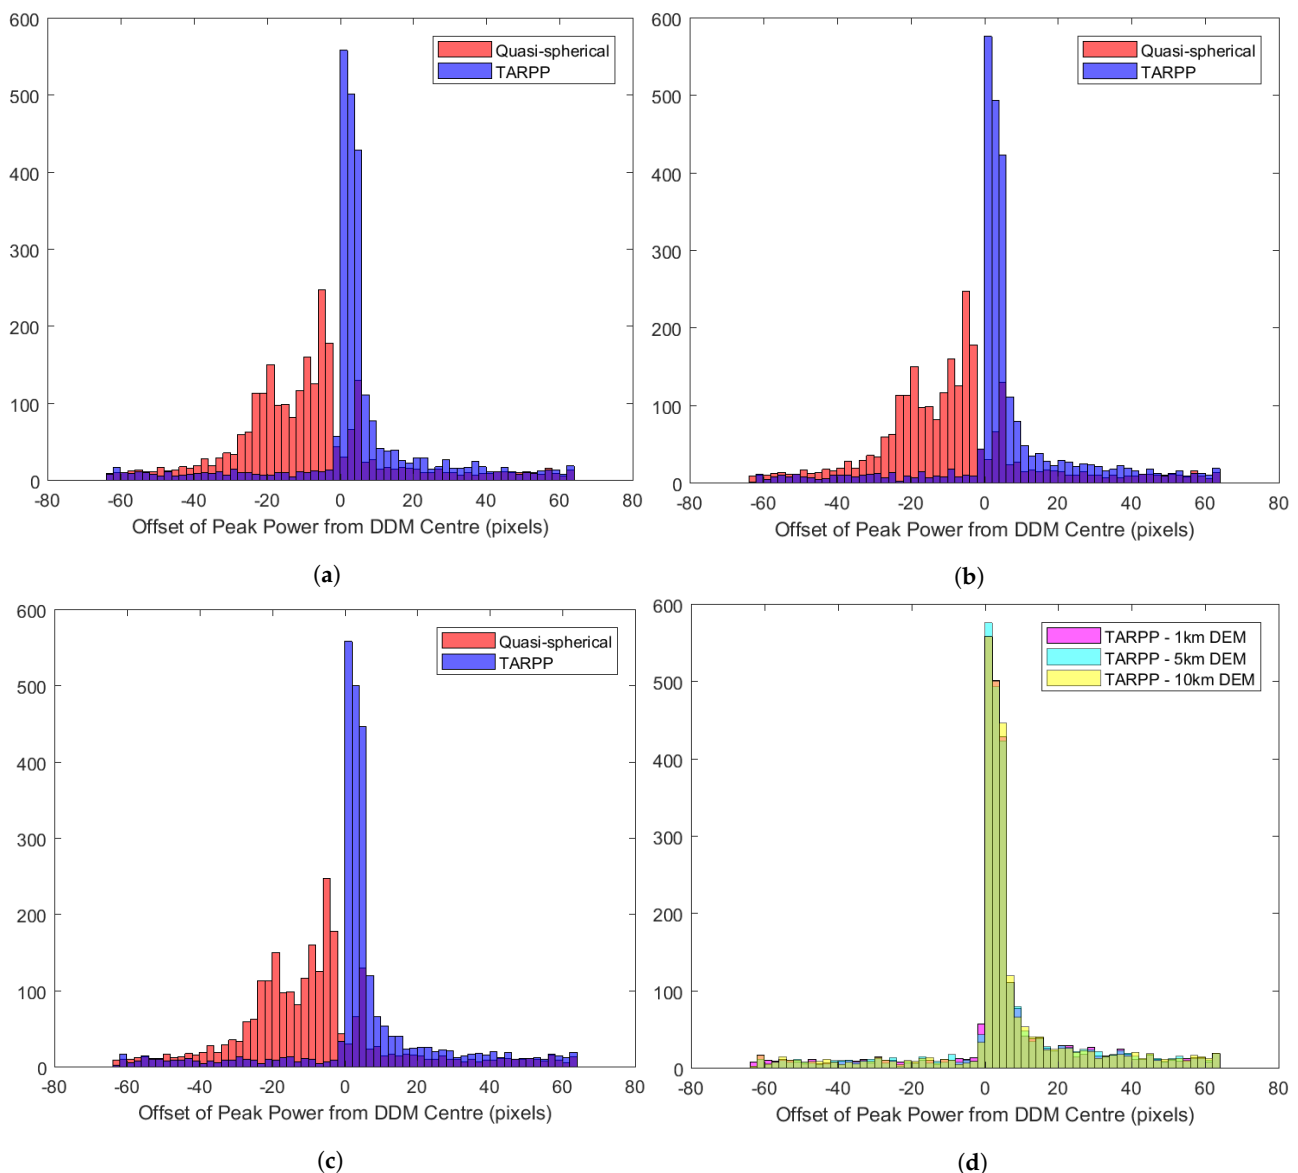 600
500
400
300
200
100
0
-80 -60 -40 -20 0 20 40 60 80
Quasi-spherical
TARPP
Offset of Peak Power from DDM Centre (pixels)
(a)
600
500
400
300
200
100
0
-80 -60 -40 -20 0 20 40 60 80
Quasi-spherical
TARPP
Offset of Peak Power from DDM Centre (pixels)
(b)
600
500
400
300
200
100
0
-80 -60 -40 -20 0 20 40 60 80
Quasi-spherical
TARPP
Offset of Peak Power from DDM Centre (pixels)
(c)
600
500
400
300
200
100
0
-80 -60 -40 -20 0 20 40 60 80
TARPP - 1km DEM
TARPP - 5km DEM
TARPP - 10km DEM
Offset of Peak Power from DDM Centre (pixels)
(d)